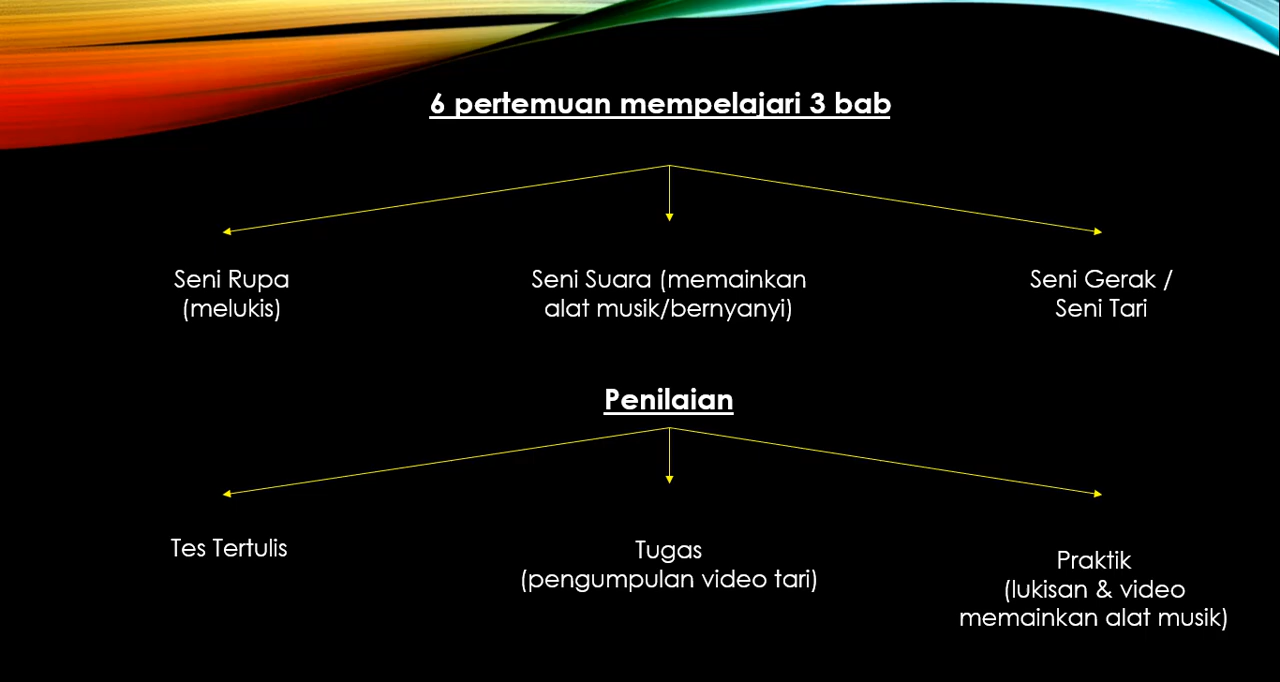 6 pertemuan mempelajari 3 bab
Seni Rupa
(melukis)
Seni Suara (memainkan
alat musik/bernyanyi)
Seni Gerak /
Seni Tari
Penilaian
Tes Tertulis
Tugas
(pengumpulan video tari)
Praktik
(lukisan & video
memainkan alat musik)